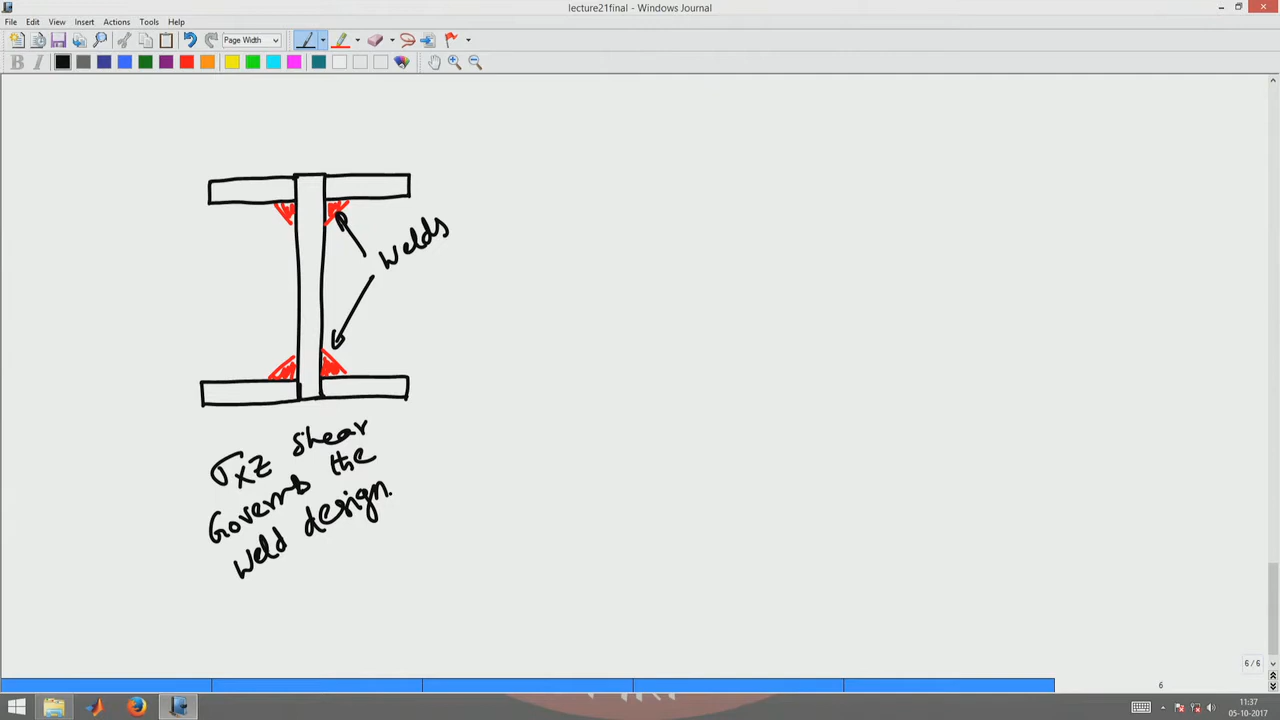 lecture21final - Windows Journal
File Edit View Insert Actions Tools Help
Page Width
B I
Welds
σxz shear
Governs the
Weld design.
6 / 6
6
11:37
05-10-2017